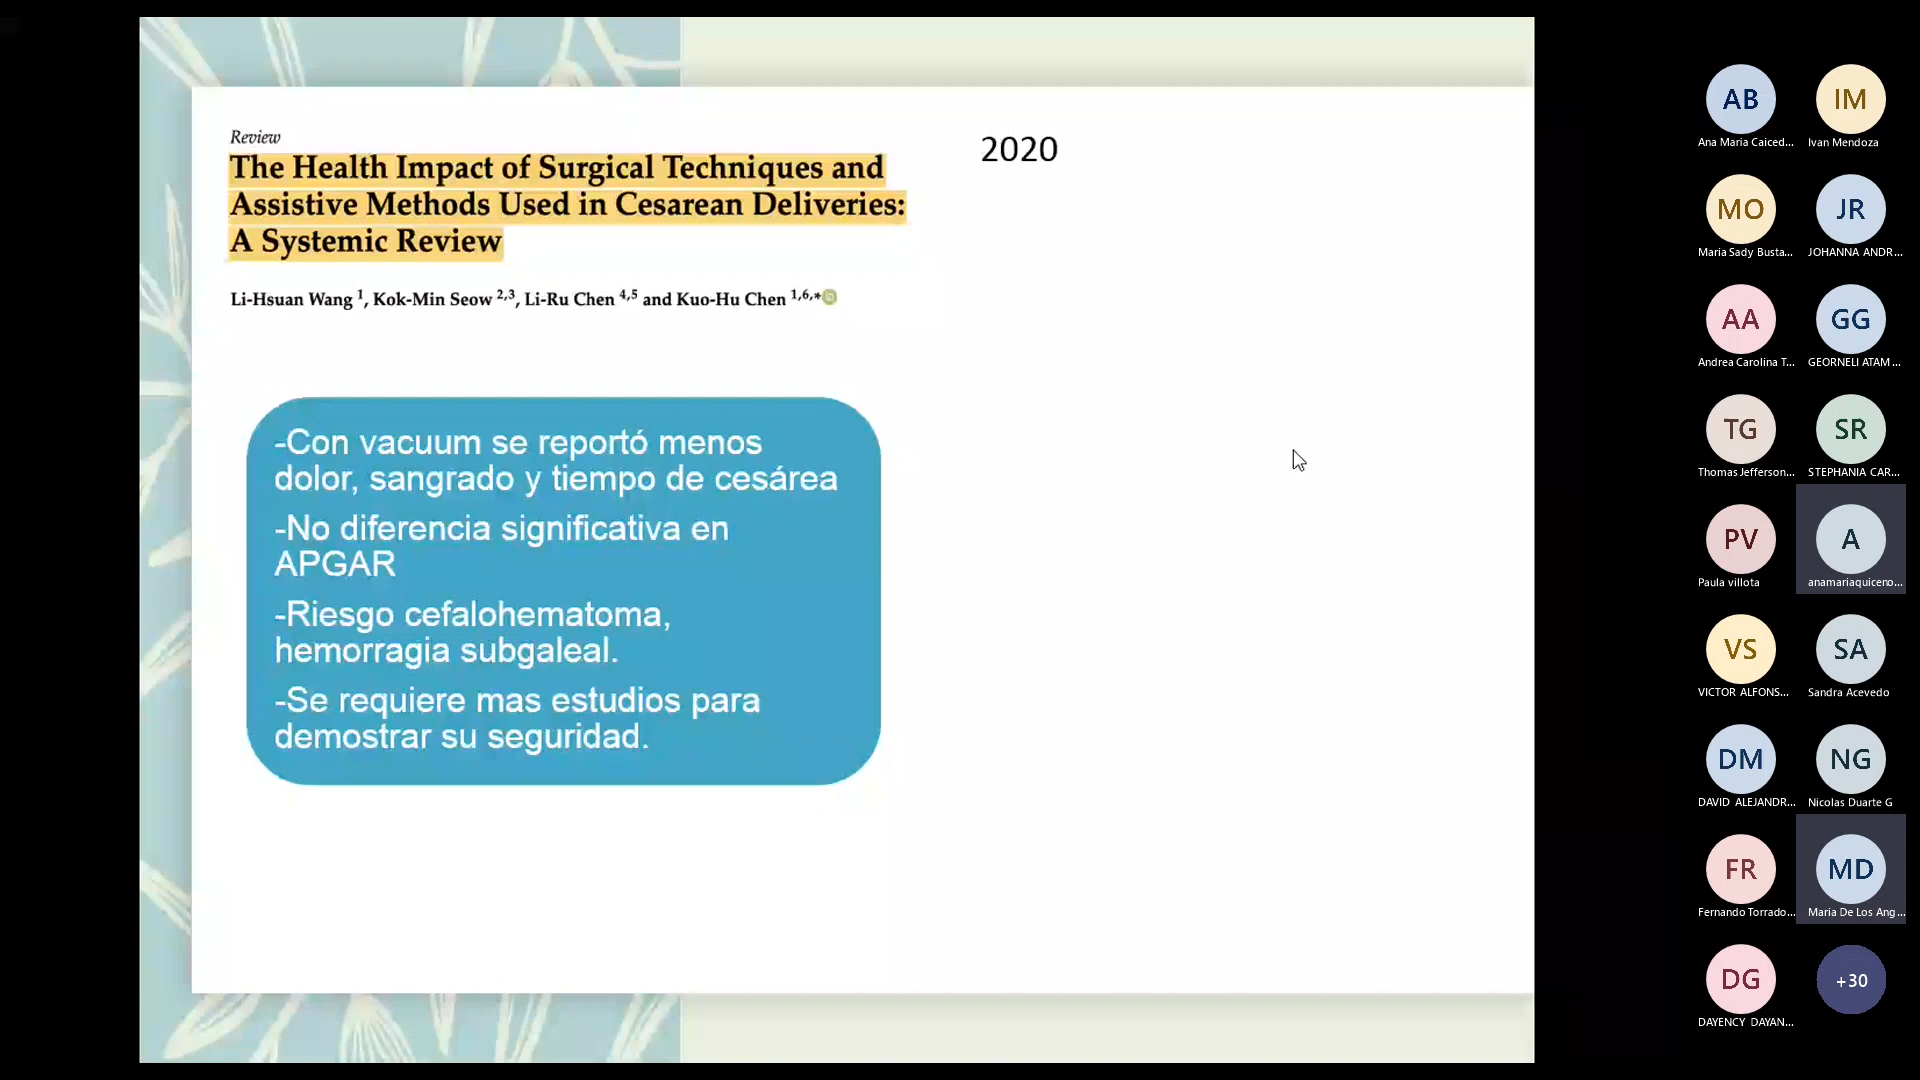 Review
2020
The Health Impact of Surgical Techniques and
Assistive Methods Used in Cesarean Deliveries:
A Systemic Review
Li-Hsuan Wang 1, Kok-Min Seow 2,3, Li-Ru Chen 4,5 and Kuo-Hu Chen 1,6,*
-Con vacuum se reportó menos
dolor, sangrado y tiempo de cesárea
-No diferencia significativa en
APGAR
-Riesgo cefalohematoma,
hemorragia subgaleal.
-Se requiere mas estudios para
demostrar su seguridad.
AB
Ana Maria Caiced...
IM
Ivan Mendoza
MO
Maria Sady Busta...
JR
JOHANNA ANDR...
AA
Andrea Carolina T...
GG
GEORNELI ATAM...
TG
Thomas Jefferson...
SR
STEPHANIA CAR...
PV
Paula villota
A
anamariaquiceno...
VS
VICTOR ALFONS...
SA
Sandra Acevedo
DM
DAVID ALEJANDR...
NG
Nicolas Duarte G
FR
Fernando Torrado...
MD
Maria De Los Ang...
DG
DAYENCY DAYAN...
+30